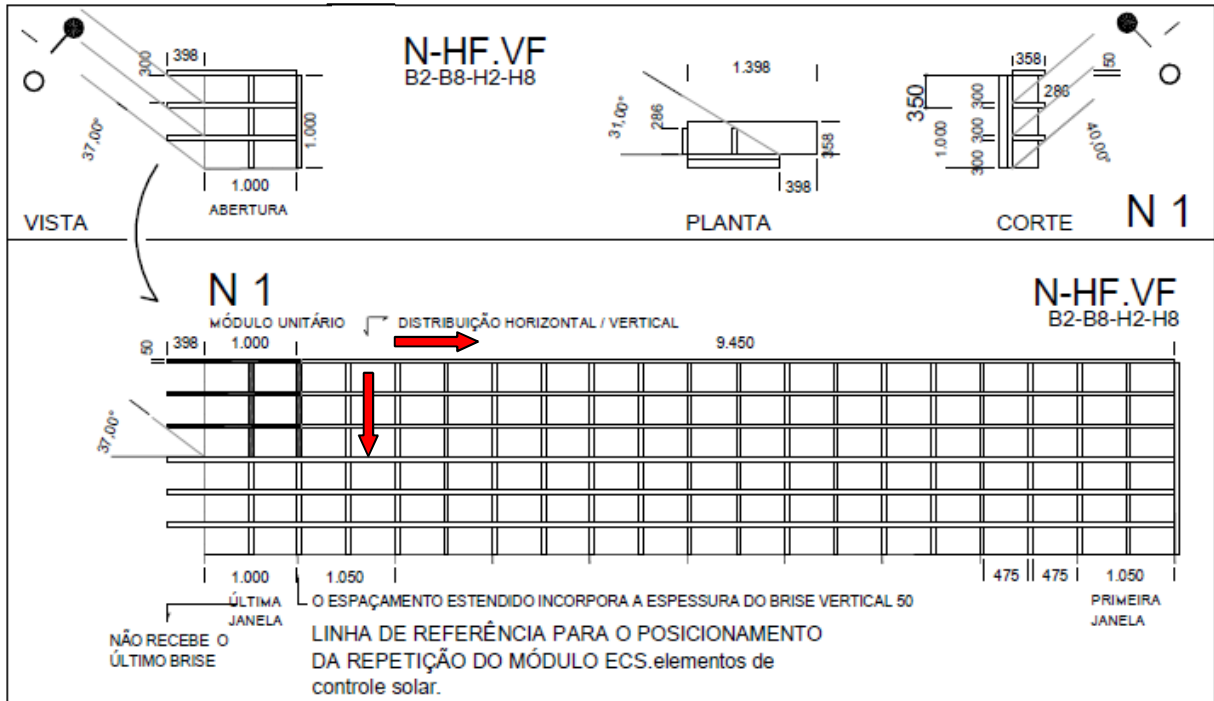 N-HF.VF
B2-B8-H2-H8
398
300
37,00°
1.000
1.000
ABERTURA
VISTA
1.398
31,00°
286
358
398
PLANTA
358
50
286
350
300
300
300
1.000
40,00°
CORTE
N 1
N 1
MÓDULO UNITÁRIO
DISTRIBUIÇÃO HORIZONTAL / VERTICAL
N-HF.VF
B2-B8-H2-H8
50
398
1.000
9.450
37,00°
1.000
1.050
475
475
1.050
ÚLTIMA
JANELA
O ESPAÇAMENTO ESTENDIDO INCORPORA A ESPESSURA DO BRISE VERTICAL 50
PRIMEIRA
JANELA
NÃO RECEBE O
ÚLTIMO BRISE
LINHA DE REFERÊNCIA PARA O POSICIONAMENTO
DA REPETIÇÃO DO MÓDULO ECS.elementos de
controle solar.